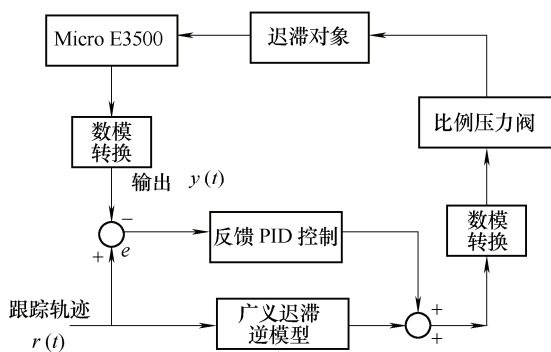 Micro E3500
迟滞对象
比例压力阀
数模
转换
输出 y(t)
−
+
e
反馈 PID 控制
数模
转换
跟踪轨迹
r(t)
广义迟滞
逆模型
+
+